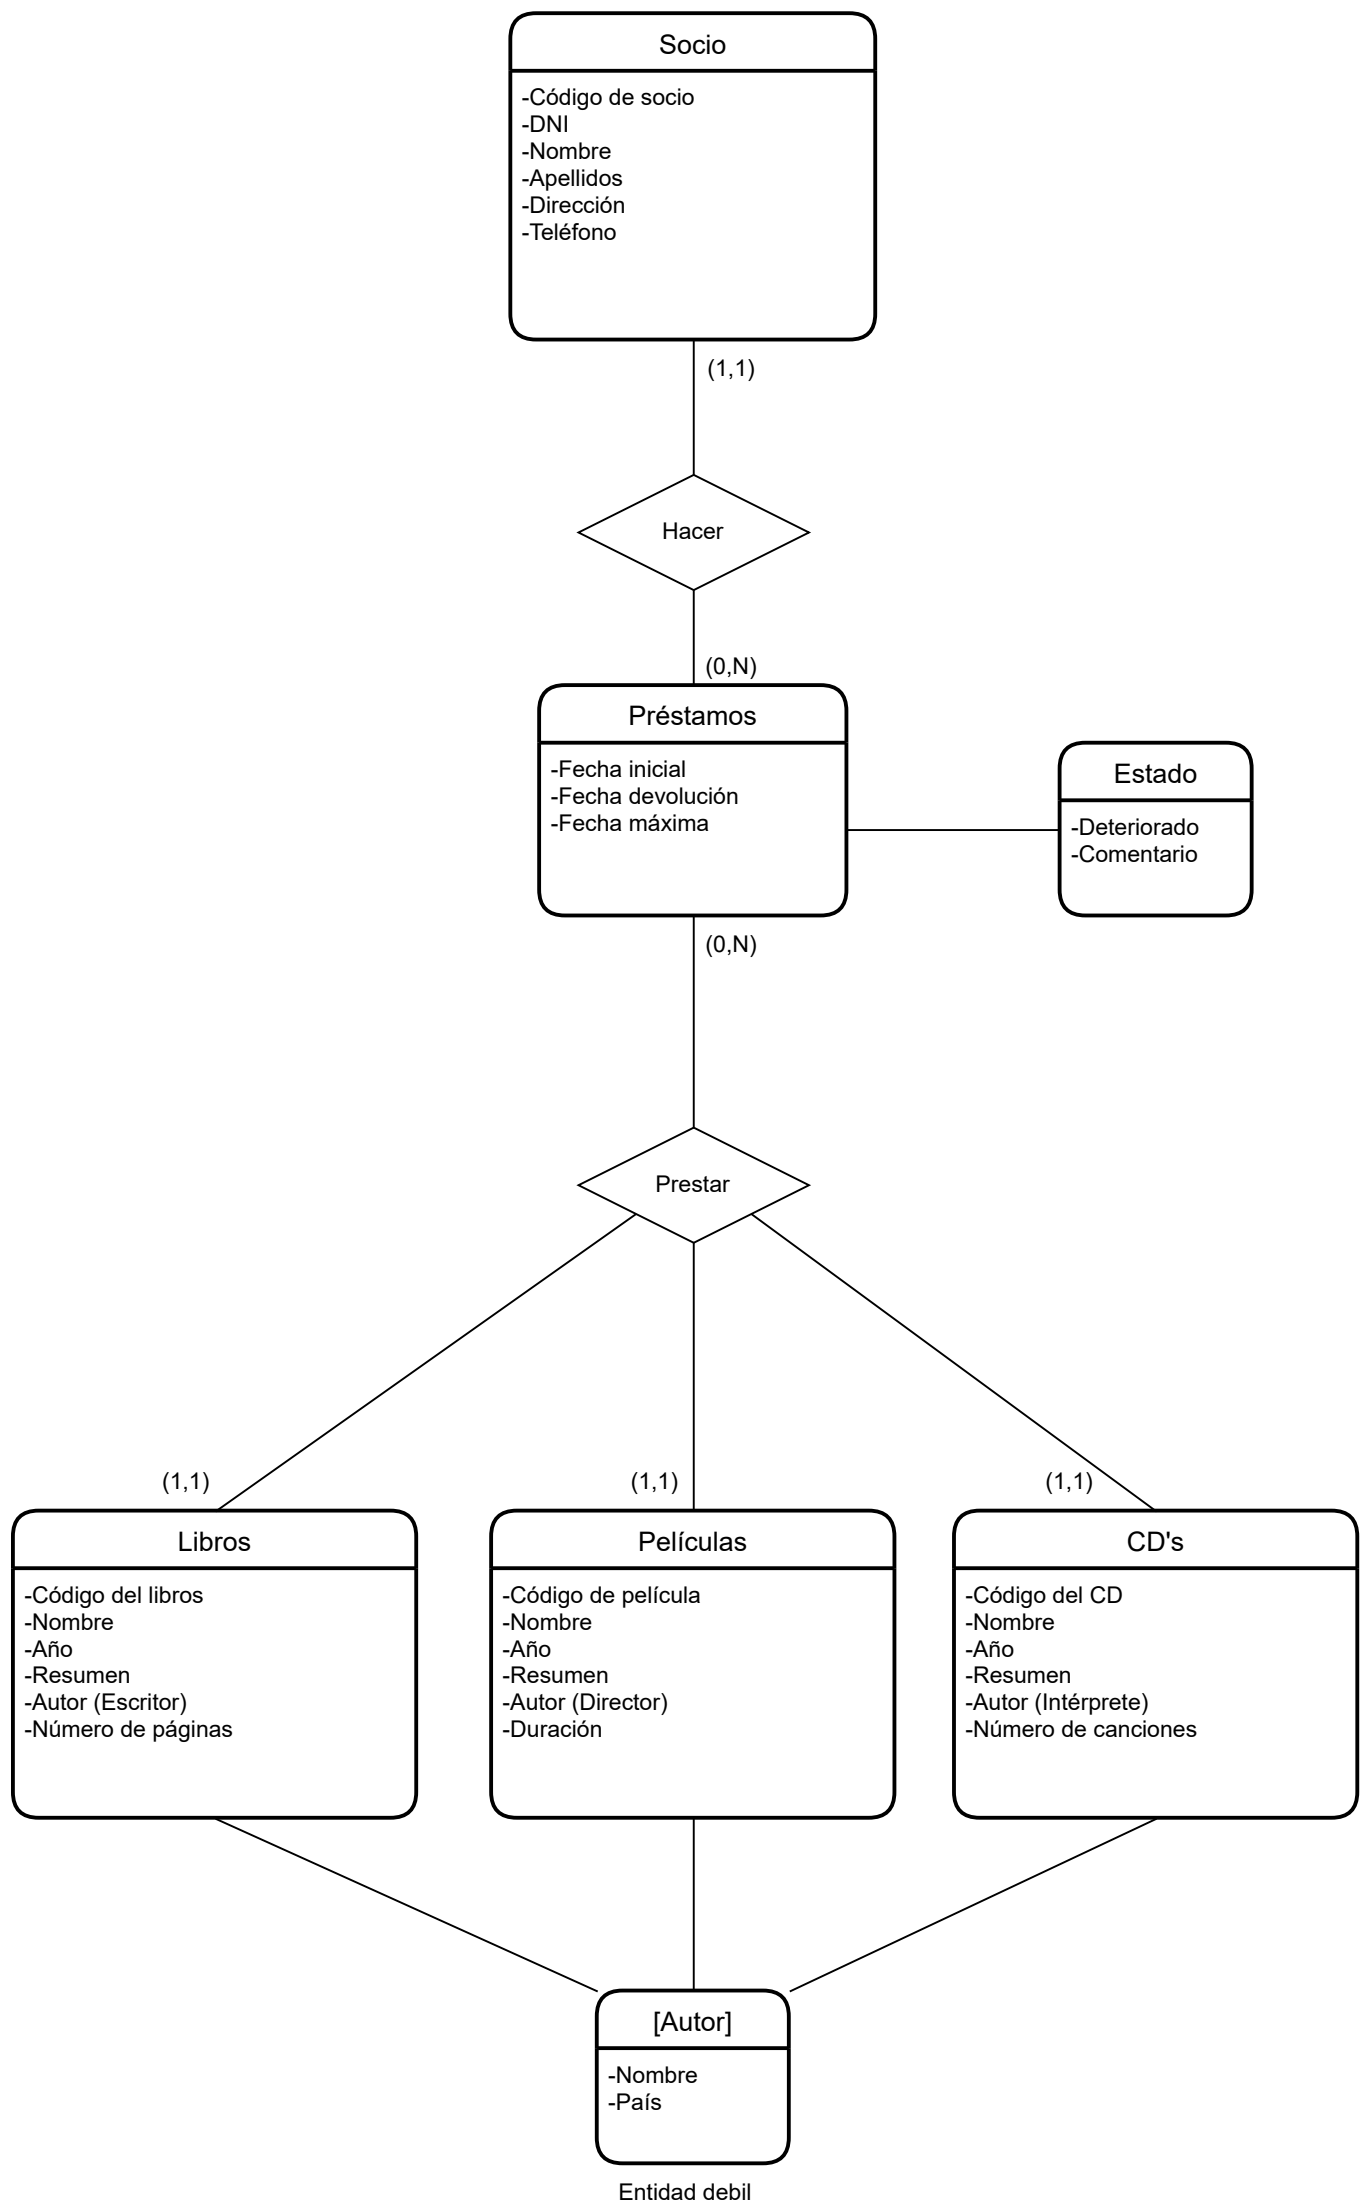 Socio
-Código de socio
-DNI
-Nombre
-Apellidos
-Dirección
-Teléfono
(1,1)
Hacer
(0,N)
Préstamos
-Fecha inicial
-Fecha devolución
-Fecha máxima
Estado
-Deteriorado
-Comentario
(0,N)
Prestar
(1,1)
(1,1)
(1,1)
Libros
-Código del libros
-Nombre
-Año
-Resumen
-Autor (Escritor)
-Número de páginas
Películas
-Código de película
-Nombre
-Año
-Resumen
-Autor (Director)
-Duración
CD's
-Código del CD
-Nombre
-Año
-Resumen
-Autor (Intérprete)
-Número de canciones
[Autor]
-Nombre
-País
Entidad debil